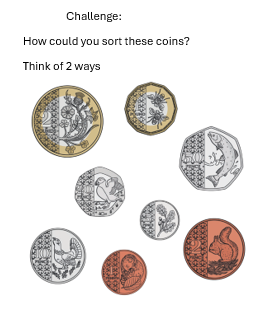 Challenge:
How could you sort these coins?
Think of 2 ways